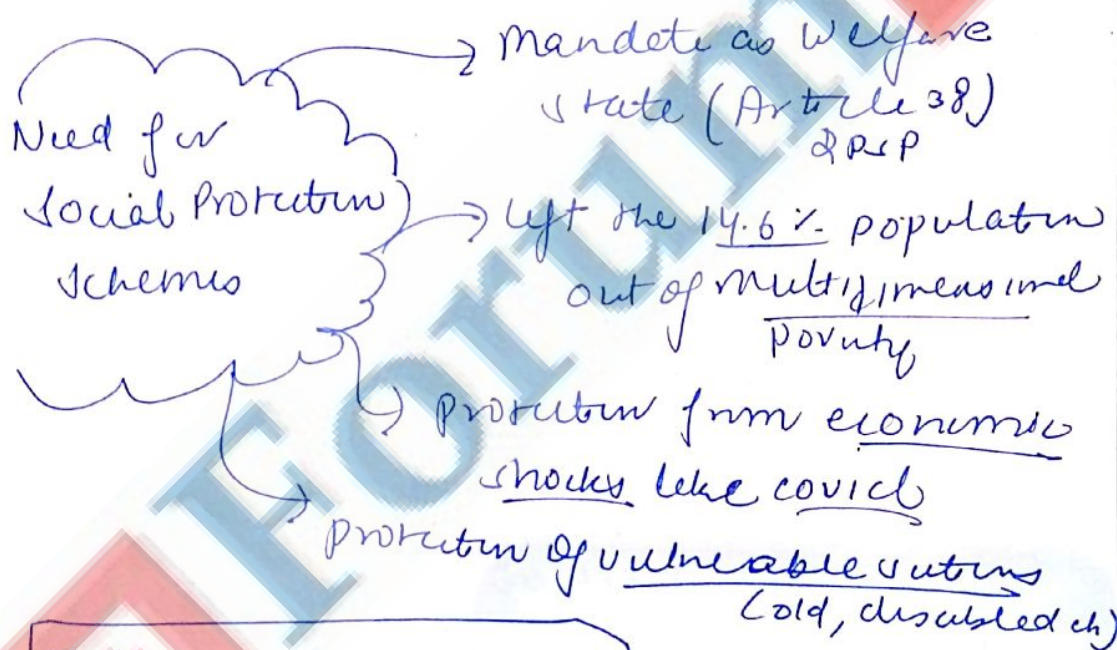 Need for
Social Protection
Schemes
Mandate as Welfare
state (Article 38)
DPSP
lift the 14.6 % population
out of multidimensional
poverty
protection from economic
shocks like covid
protection of vulnerable sections
(old, disabled etc)
Forum